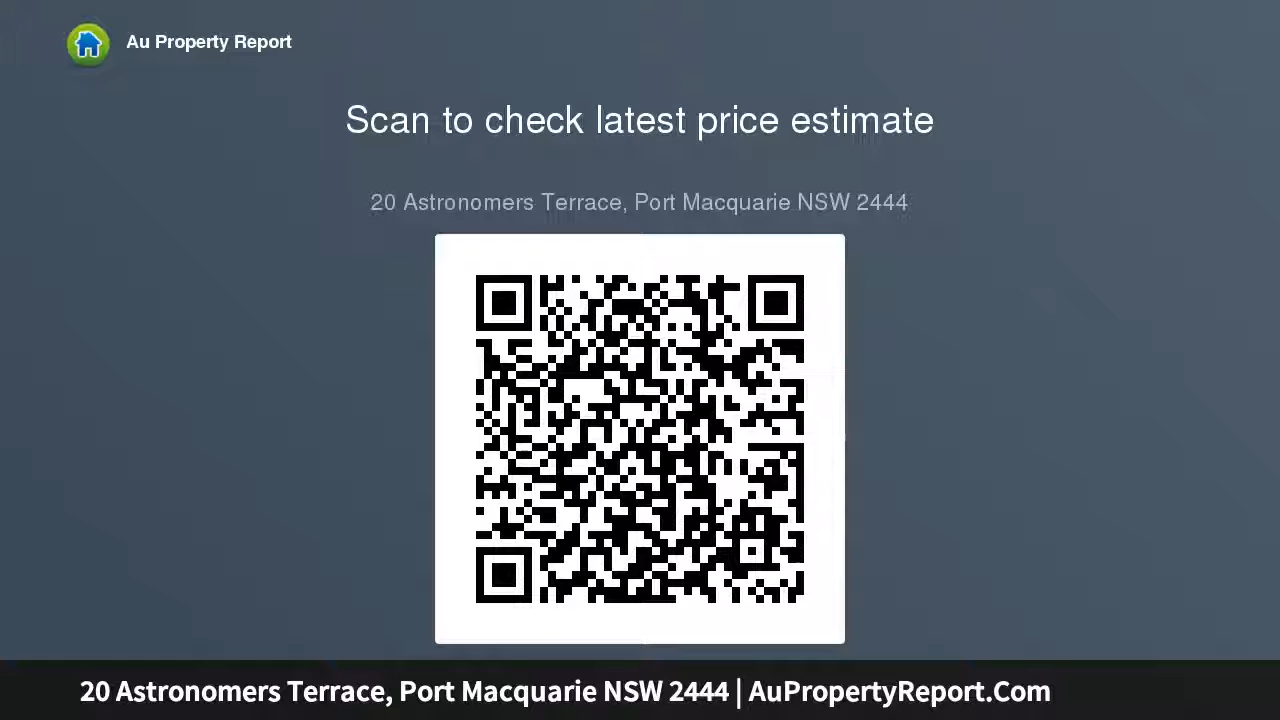 Au Property Report
Scan to check latest price estimate
20 Astronomers Terrace, Port Macquarie NSW 2444
20 Astronomers Terrace, Port Macquarie NSW 2444 | AuPropertyReport.Com